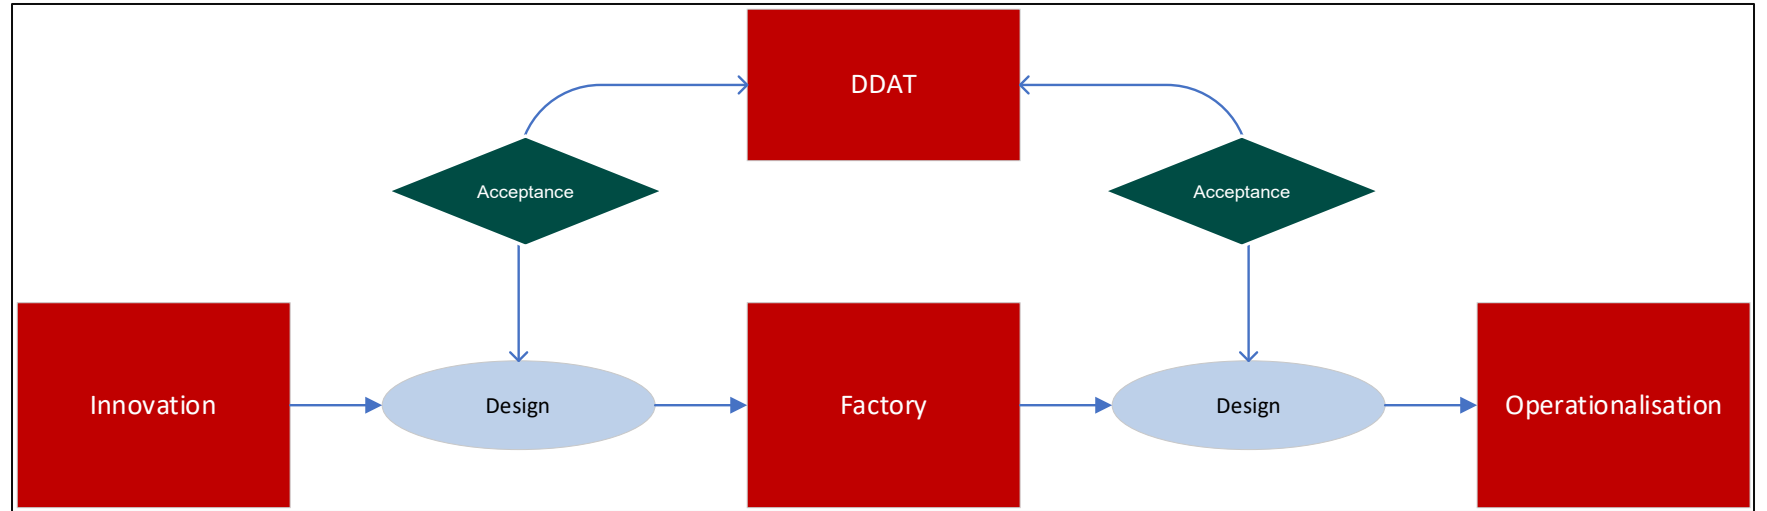 DDAT
Acceptance
Acceptance
Innovation
Design
Factory
Design
Operationalisation